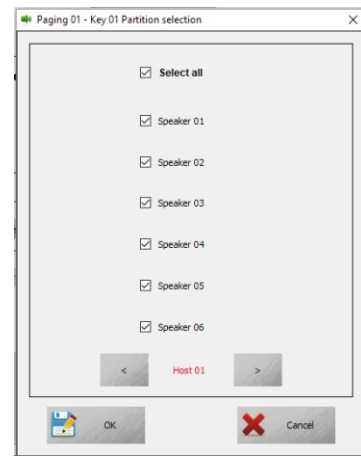 Paging 01 - Key 01 Partition selection
Select all
Speaker 01
Speaker 02
Speaker 03
Speaker 04
Speaker 05
Speaker 06
< Host 01 >
OK Cancel